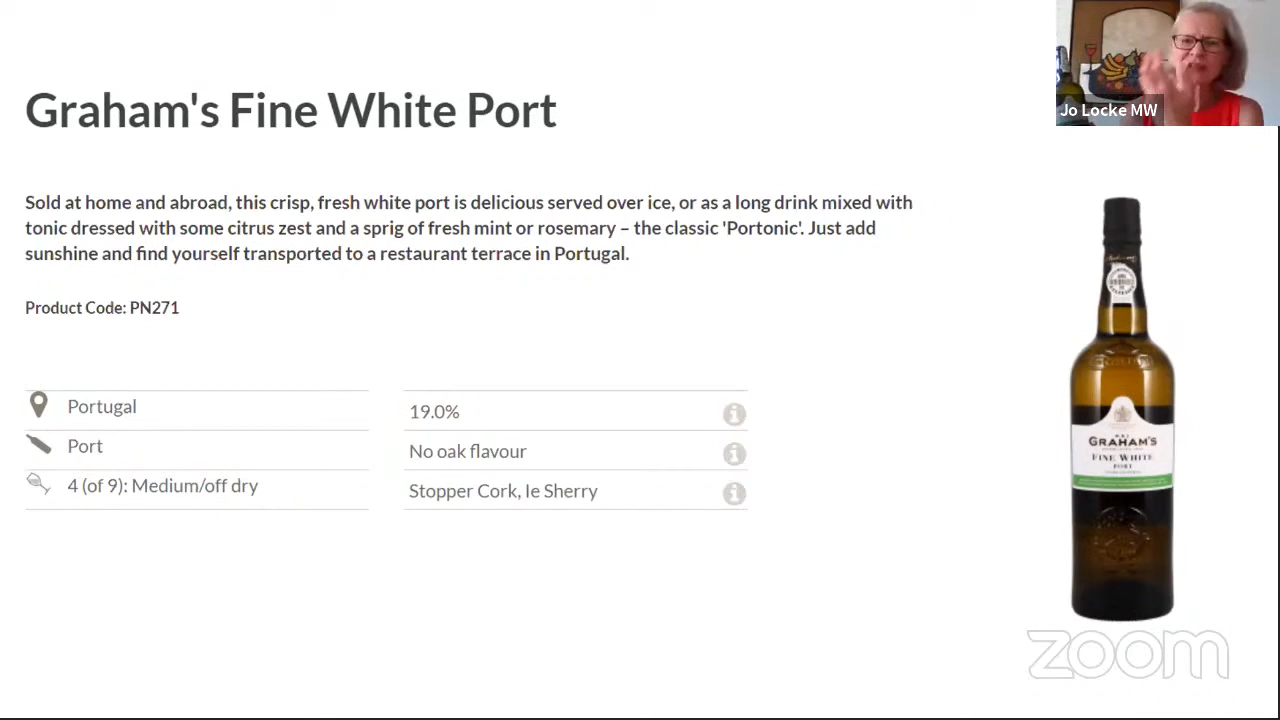 Graham's Fine White Port
Jo Locke MW
Sold at home and abroad, this crisp, fresh white port is delicious served over ice, or as a long drink mixed with
tonic dressed with some citrus zest and a sprig of fresh mint or rosemary – the classic 'Portonic'. Just add
sunshine and find yourself transported to a restaurant terrace in Portugal.
Product Code: PN271
Portugal
Port
4 (of 9): Medium/off dry
19.0%
No oak flavour
Stopper Cork, Ie Sherry
GRAHAM'S
FINE WHITE
PORT
zoom